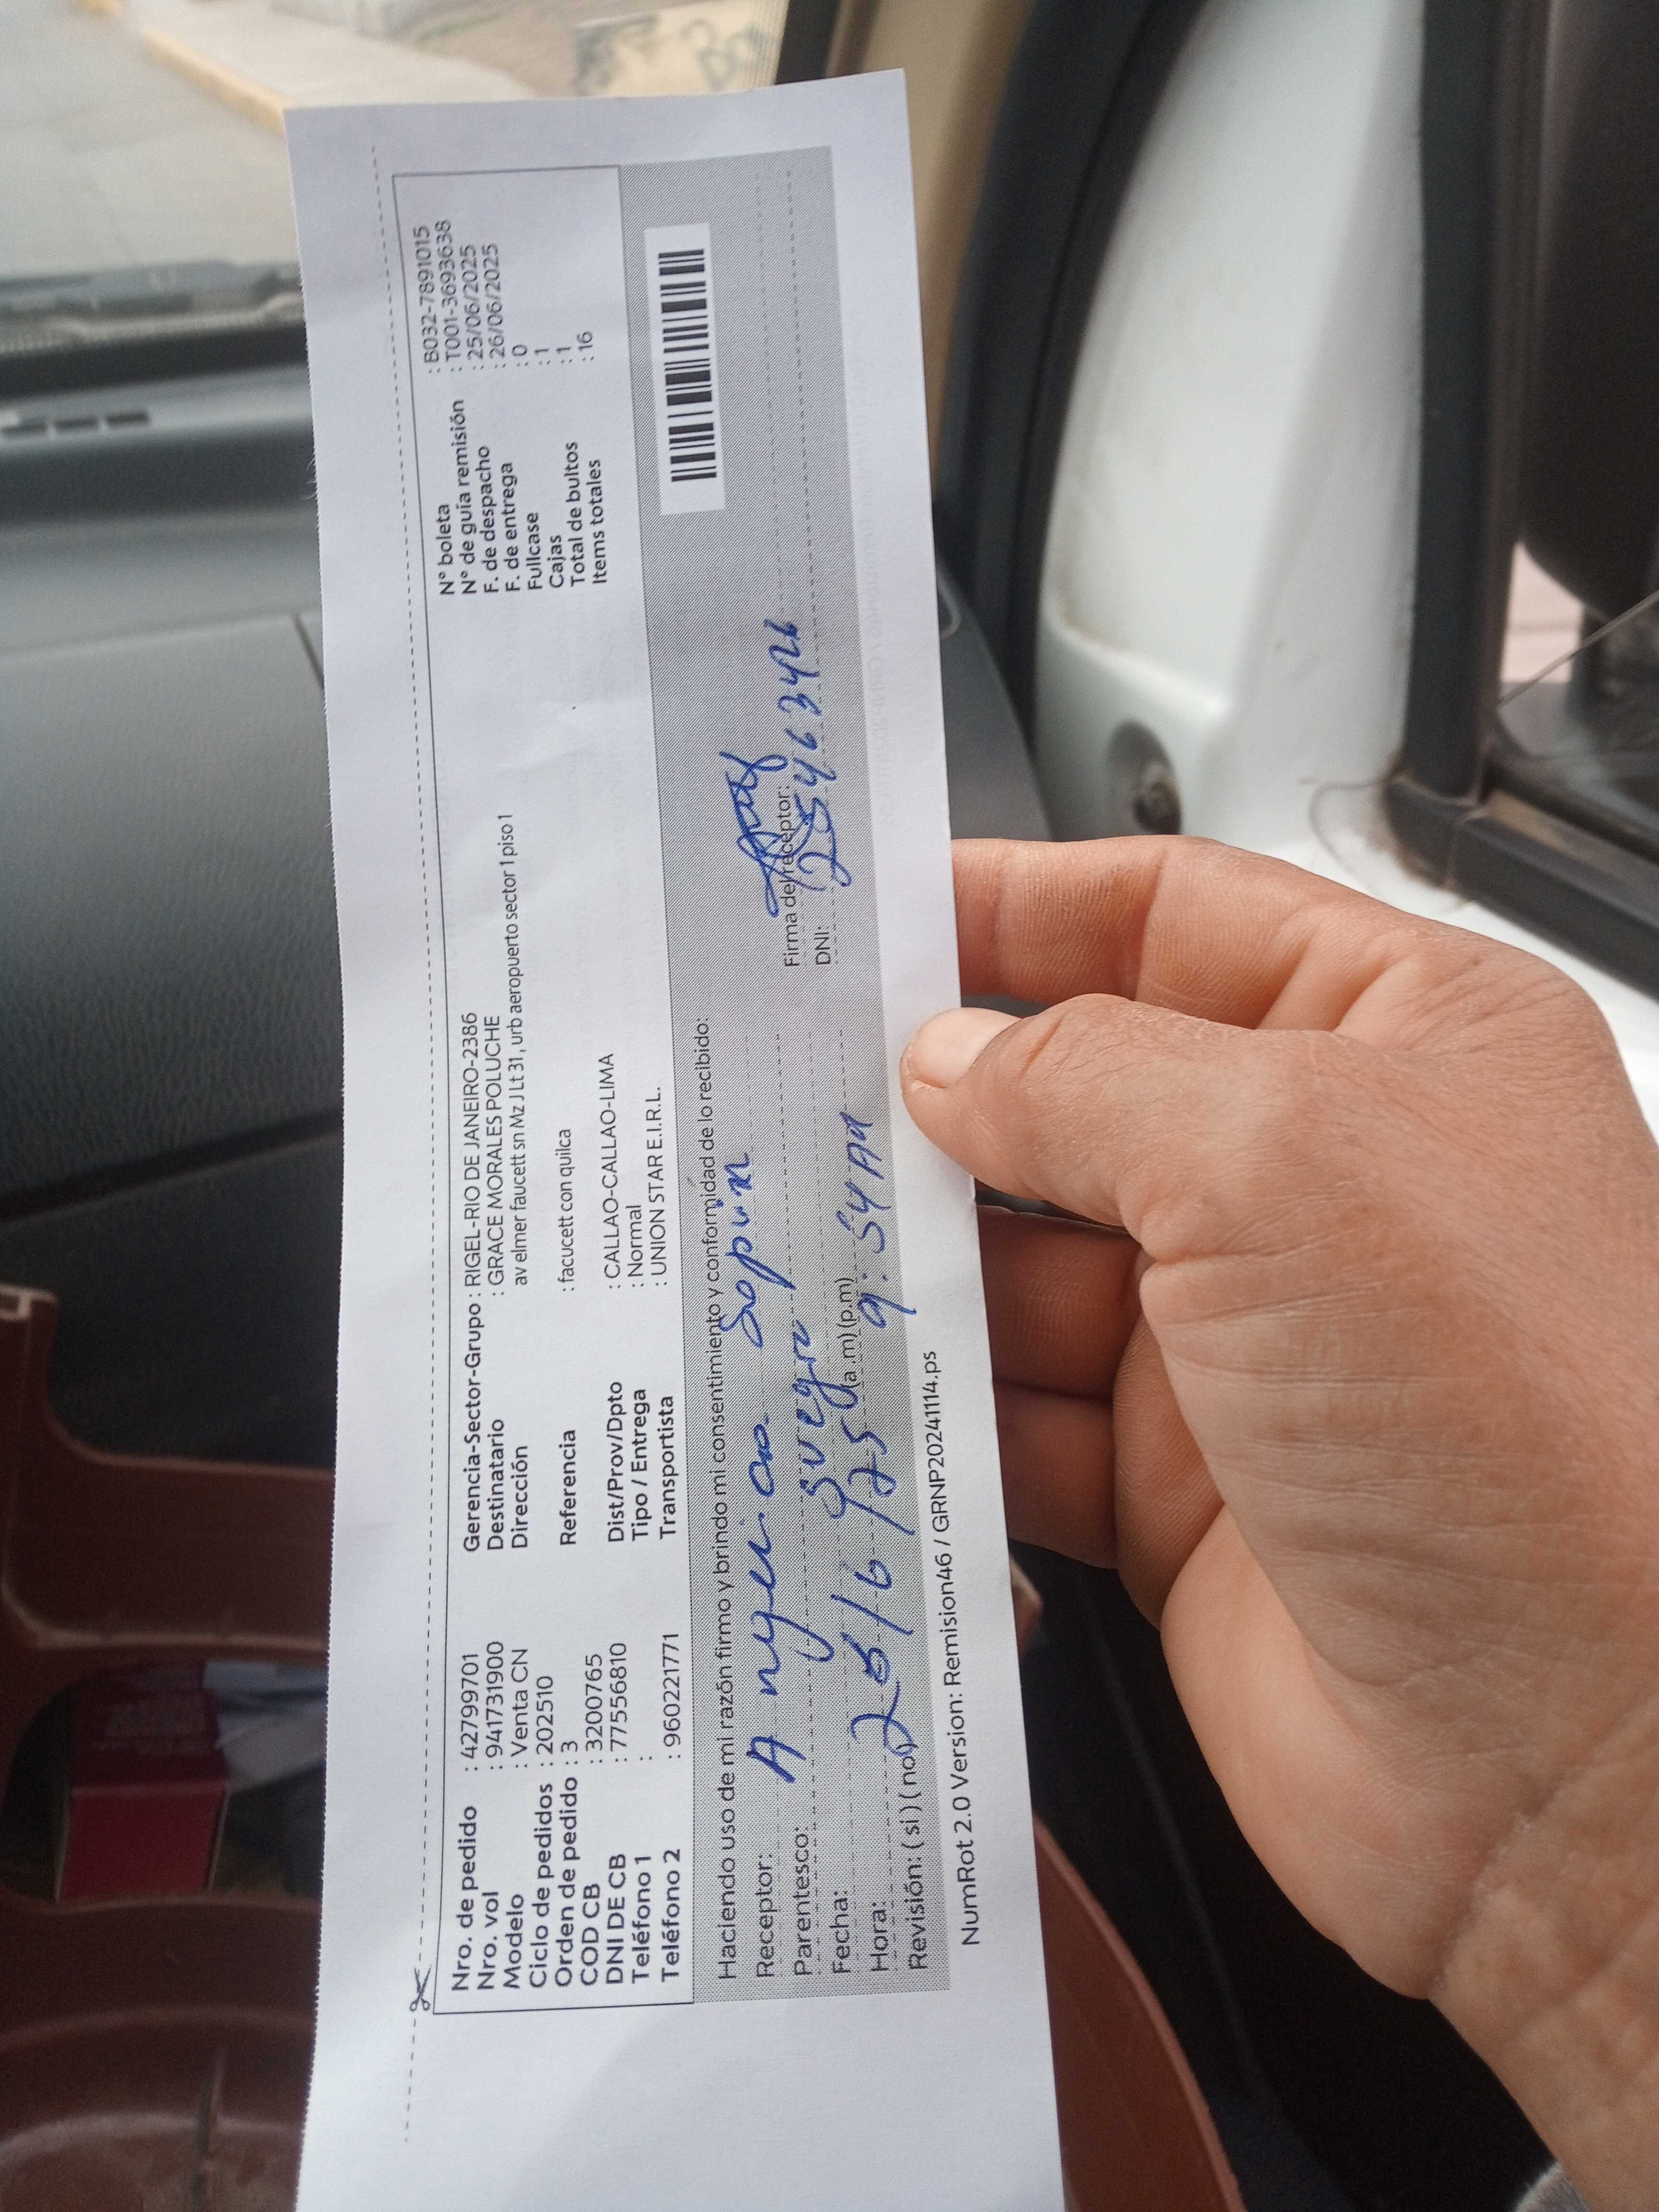 Nro. de pedido : 42799701
Nro. vol : 941731900
Modelo : Venta CN
Ciclo de pedidos : 202510
Orden de pedido : 3
COD CB : 3200765
DNI DE CB : 77556810
Teléfono 1 :
Teléfono 2 : 960221771
Gerencia-Sector-Grupo : RIGEL-RIO DE JANEIRO-2386
Destinatario : GRACE MORALES POLUCHE
Dirección av elmer faucett sn Mz J Lt 31, urb aeropuerto sector 1 piso 1
Referencia : facucett con quilca
Dist/Prov/Dpto : CALLAO-CALLAO-LIMA
Tipo / Entrega : Normal
Transportista : UNION STAR E.I.R.L.
N° boleta : B032-7891015
N° de guía remisión : T001-3693638
F. de despacho : 25/06/2025
F. de entrega : 26/06/2025
Fullcase : 0
Cajas : 1
Total de bultos : 1
Items totales : 16
Haciendo uso de mi razón firmo y brindo mi consentimiento y conformidad de lo recibido:
Receptor:
Parentesco: Suegro
Fecha: 26/6/25
Hora: (a.m) (p.m) 9:54 AM
Revisión: ( si ) ( no )
Firma del receptor:
DNI: 25463426
NumRot 2.0 Version: Remision46 / GRNP20241114.ps